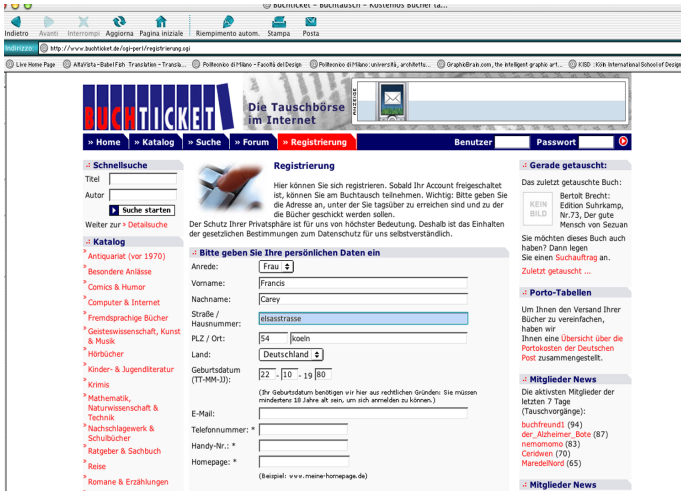 Buchticket – Buchtausch – Kostenlos Bücher ta...
Indietro Avanti Interrompi Aggiorna Pagina iniziale Riempimento autom. Stampa Posta
Indirizzo: http://www.buchticket.de/cgi-perl/registrierung.cgi
Live Home Page AltaVista - Babel Fish Translation - Transla... Politecnico di Milano - Facoltà del Design Politecnico di Milano: università, architettu... GraphicBrain.com, the intelligent graphic art... KISD : Köln International School of Design
BUCHTICKET
Die Tauschbörse
im Internet
ANZEIGE
» Home » Katalog » Suche » Forum » Registrierung Benutzer Passwort
Schnellsuche
Titel
Autor
Suche starten
Weiter zur » Detailsuche
Katalog
Antiquariat (vor 1970)
Besondere Anlässe
Comics & Humor
Computer & Internet
Fremdsprachige Bücher
Geisteswissenschaft, Kunst
& Musik
Hörbücher
Kinder- & Jugendliteratur
Krimis
Mathematik,
Naturwissenschaft &
Technik
Nachschlagewerk &
Schulbücher
Ratgeber & Sachbuch
Reise
Romane & Erzählungen
Registrierung
Hier können Sie sich registrieren. Sobald Ihr Account freigeschaltet
ist, können Sie am Buchtausch teilnehmen. Wichtig: Bitte geben Sie
die Adresse an, unter der Sie tagsüber zu erreichen sind und zu der
die Bücher geschickt werden sollen.
Der Schutz Ihrer Privatsphäre ist für uns von höchster Bedeutung. Deshalb ist das Einhalten
der gesetzlichen Bestimmungen zum Datenschutz für uns selbstverständlich.
Bitte geben Sie Ihre persönlichen Daten ein
Anrede: Frau
Vorname: Francis
Nachname: Carey
Straße /
Hausnummer: elsasstrasse
PLZ / Ort: 54 koeln
Land: Deutschland
Geburtsdatum
(TT-MM-JJ): 22 - 10 - 19 80
(Ihr Geburtsdatum benötigen wir hier aus rechtlichen Gründen: Sie müssen
mindestens 18 Jahre alt sein, um sich anmelden zu können.)
E-Mail:
Telefonnummer: *
Handy-Nr.: *
Homepage: *
(Beispiel: www.meine-homepage.de)
Gerade getauscht:
Das zuletzt getauschte Buch:
KEIN
BILD
Bertolt Brecht:
Edition Suhrkamp,
Nr.73, Der gute
Mensch von Sezuan
Sie möchten dieses Buch auch
haben? Dann legen
Sie einen Suchauftrag an.
Zuletzt getauscht ...
Porto-Tabellen
Um Ihnen den Versand Ihrer
Bücher zu vereinfachen,
haben wir
Ihnen eine Übersicht über die
Portokosten der Deutschen
Post zusammengestellt.
Mitglieder News
Die aktivsten Mitglieder der
letzten 7 Tage
(Tauschvorgänge):
buchfreund1 (94)
der_Alzheimer_Bote (87)
nemomomo (83)
Ceridwen (70)
MaredelNord (65)
Mitglieder News